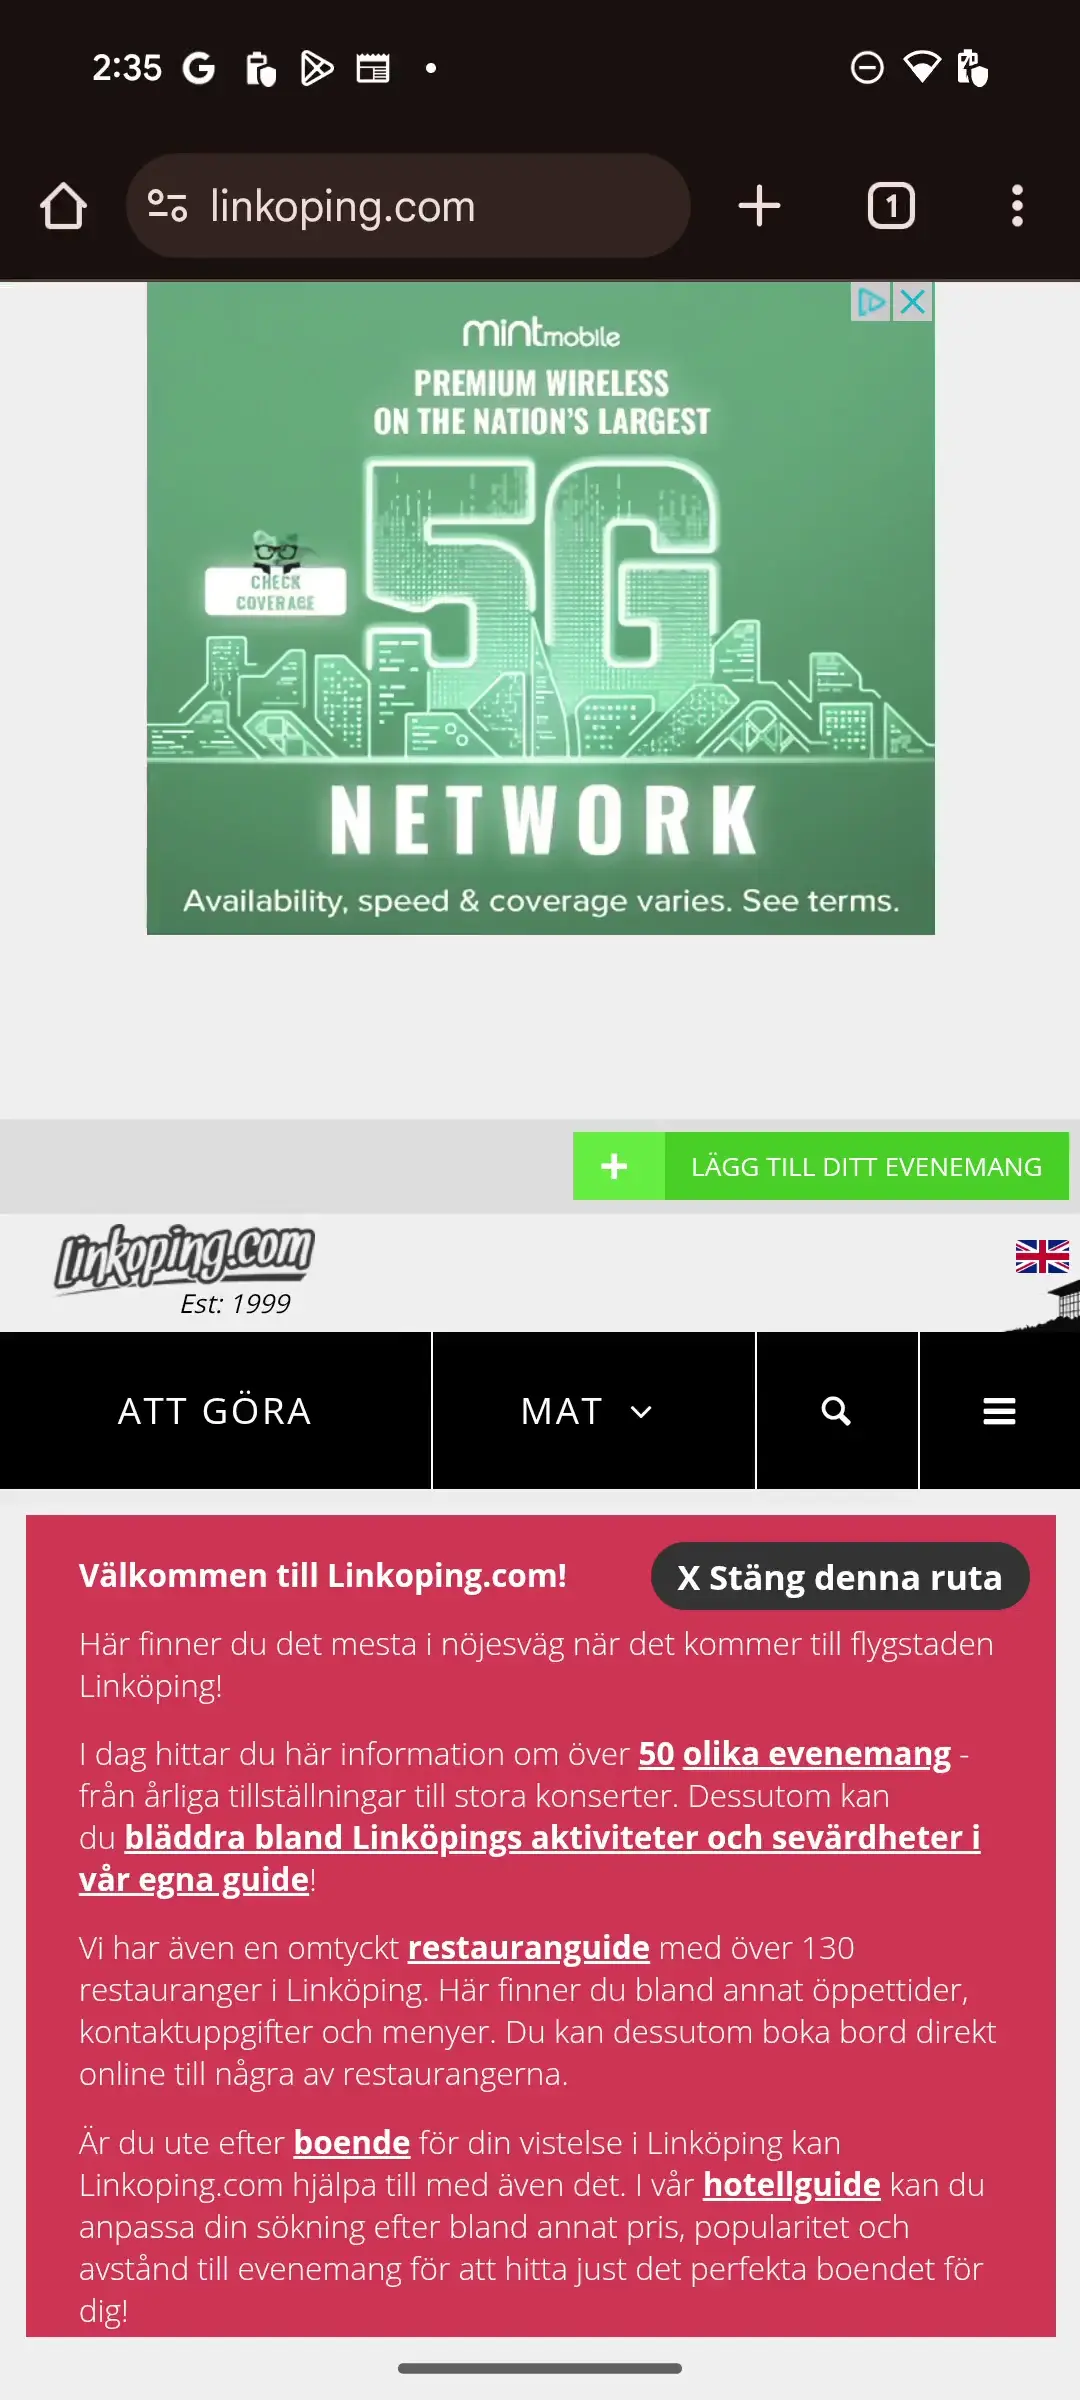 2:35
linkoping.com
1
mintmobile
PREMIUM WIRELESS
ON THE NATION'S LARGEST
5G
CHECK
COVERAGE
NETWORK
Availability, speed & coverage varies. See terms.
+ LÄGG TILL DITT EVENEMANG
linkoping.com
Est: 1999
ATT GÖRA
MAT
Välkommen till Linkoping.com!
X Stäng denna ruta
Här finner du det mesta i nöjesväg när det kommer till flygstaden
Linköping!
I dag hittar du här information om över 50 olika evenemang -
från årliga tillställningar till stora konserter. Dessutom kan
du bläddra bland Linköpings aktiviteter och sevärdheter i
vår egna guide!
Vi har även en omtyckt restauranguide med över 130
restauranger i Linköping. Här finner du bland annat öppettider,
kontaktuppgifter och menyer. Du kan dessutom boka bord direkt
online till några av restaurangerna.
Är du ute efter boende för din vistelse i Linköping kan
Linkoping.com hjälpa till med även det. I vår hotellguide kan du
anpassa din sökning efter bland annat pris, popularitet och
avstånd till evenemang för att hitta just det perfekta boendet för
dig!